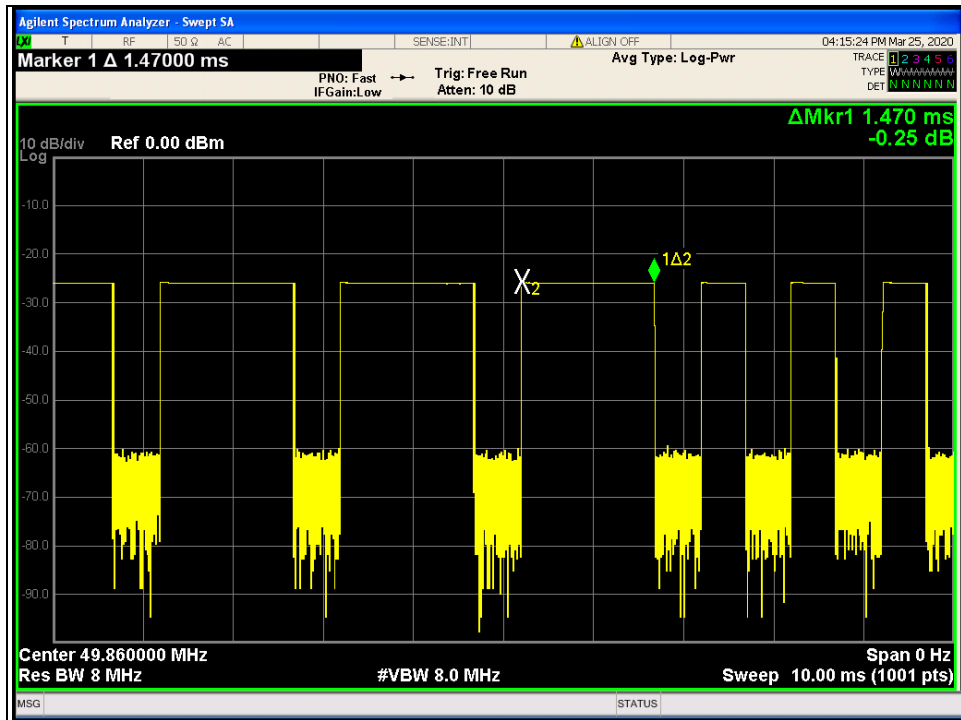 Agilent Spectrum Analyzer - Swept SA
LXI T RF 50 Ω AC SENSE:INT ALIGN OFF 04:15:24 PM Mar 25, 2020
Marker 1 Δ 1.47000 ms
PNO: Fast Trig: Free Run Avg Type: Log-Pwr TRACE 1 2 3 4 5 6
IFGain:Low Atten: 10 dB TYPE WWWWWW
DET N N N N N N
ΔMkr1 1.470 ms
-0.25 dB
10 dB/div Ref 0.00 dBm
Log
-10.0
-20.0
1Δ2
X2
-30.0
-40.0
-50.0
-60.0
-70.0
-80.0
-90.0
Center 49.860000 MHz Span 0 Hz
Res BW 8 MHz #VBW 8.0 MHz Sweep 10.00 ms (1001 pts)
MSG STATUS